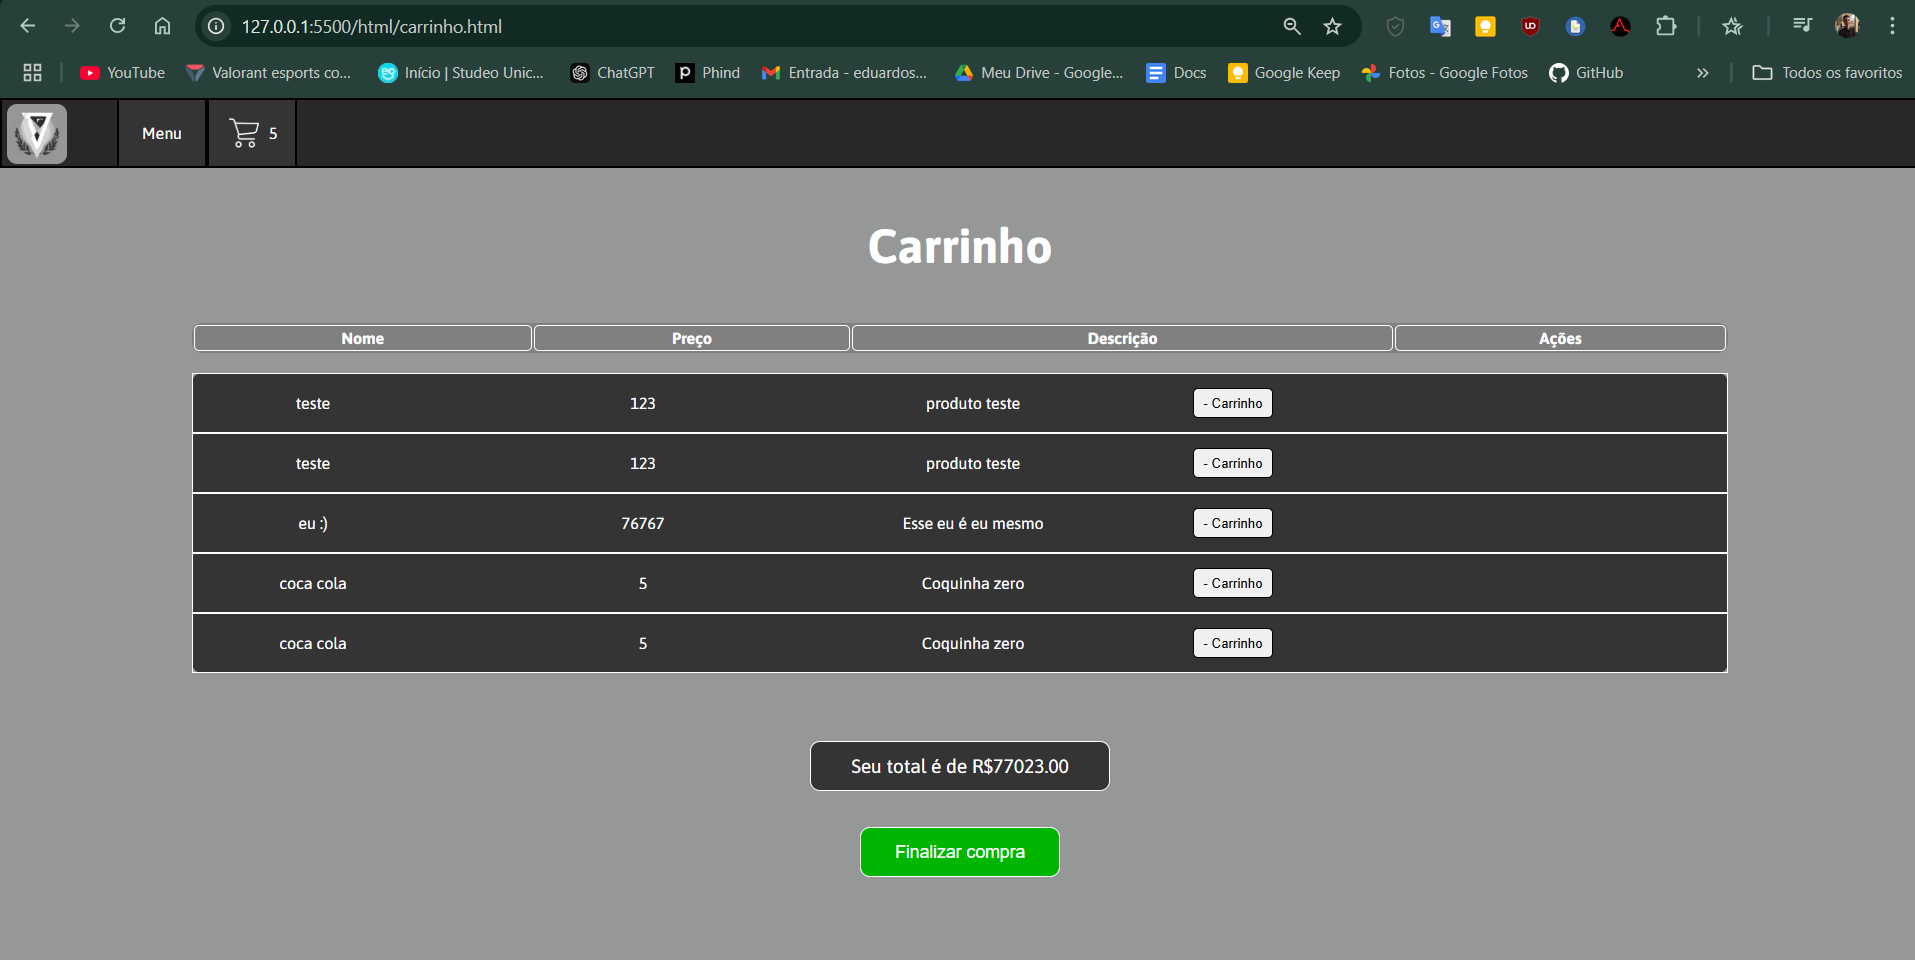 127.0.0.1:5500/html/carrinho.html
YouTube Valorant esports co... Início | Studeo Unic... ChatGPT Phind Entrada - eduardos... Meu Drive - Google... Docs Google Keep Fotos - Google Fotos GitHub » Todos os favoritos
Menu 5
Carrinho
Nome Preço Descrição Ações
teste 123 produto teste - Carrinho
teste 123 produto teste - Carrinho
eu :) 76767 Esse eu é eu mesmo - Carrinho
coca cola 5 Coquinha zero - Carrinho
coca cola 5 Coquinha zero - Carrinho
Seu total é de R$77023.00
Finalizar compra